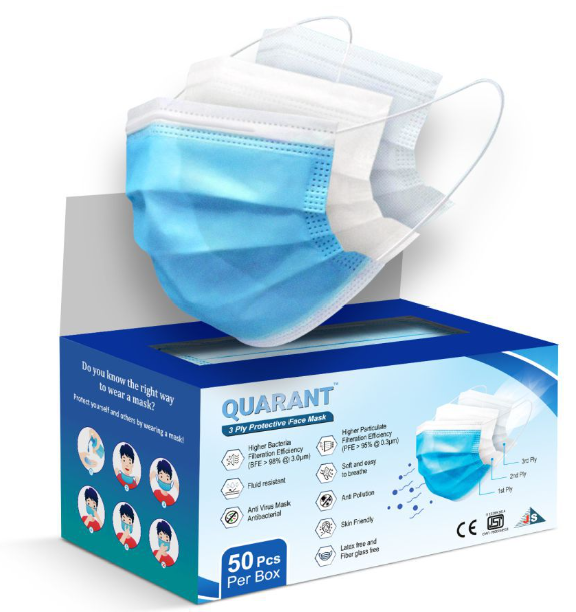 Do you know the right way
to wear a mask?
Protect yourself and others by wearing a mask!
QUARANT™
3 Ply Protective Face Mask
Higher Bacteria
Filteration Efficiency
(BFE > 98% @ 3.0µm)
Fluid resistant
Anti Virus Mask
Antibacterial
Higher Particulate
Filteration Efficiency
(PFE > 95% @ 0.3µm)
Soft and easy
to breathe
Anti Pollution
Skin Friendly
Latex free and
Fiber glass free
3rd Ply
2nd Ply
1st Ply
CE
50 Pcs
Per Box